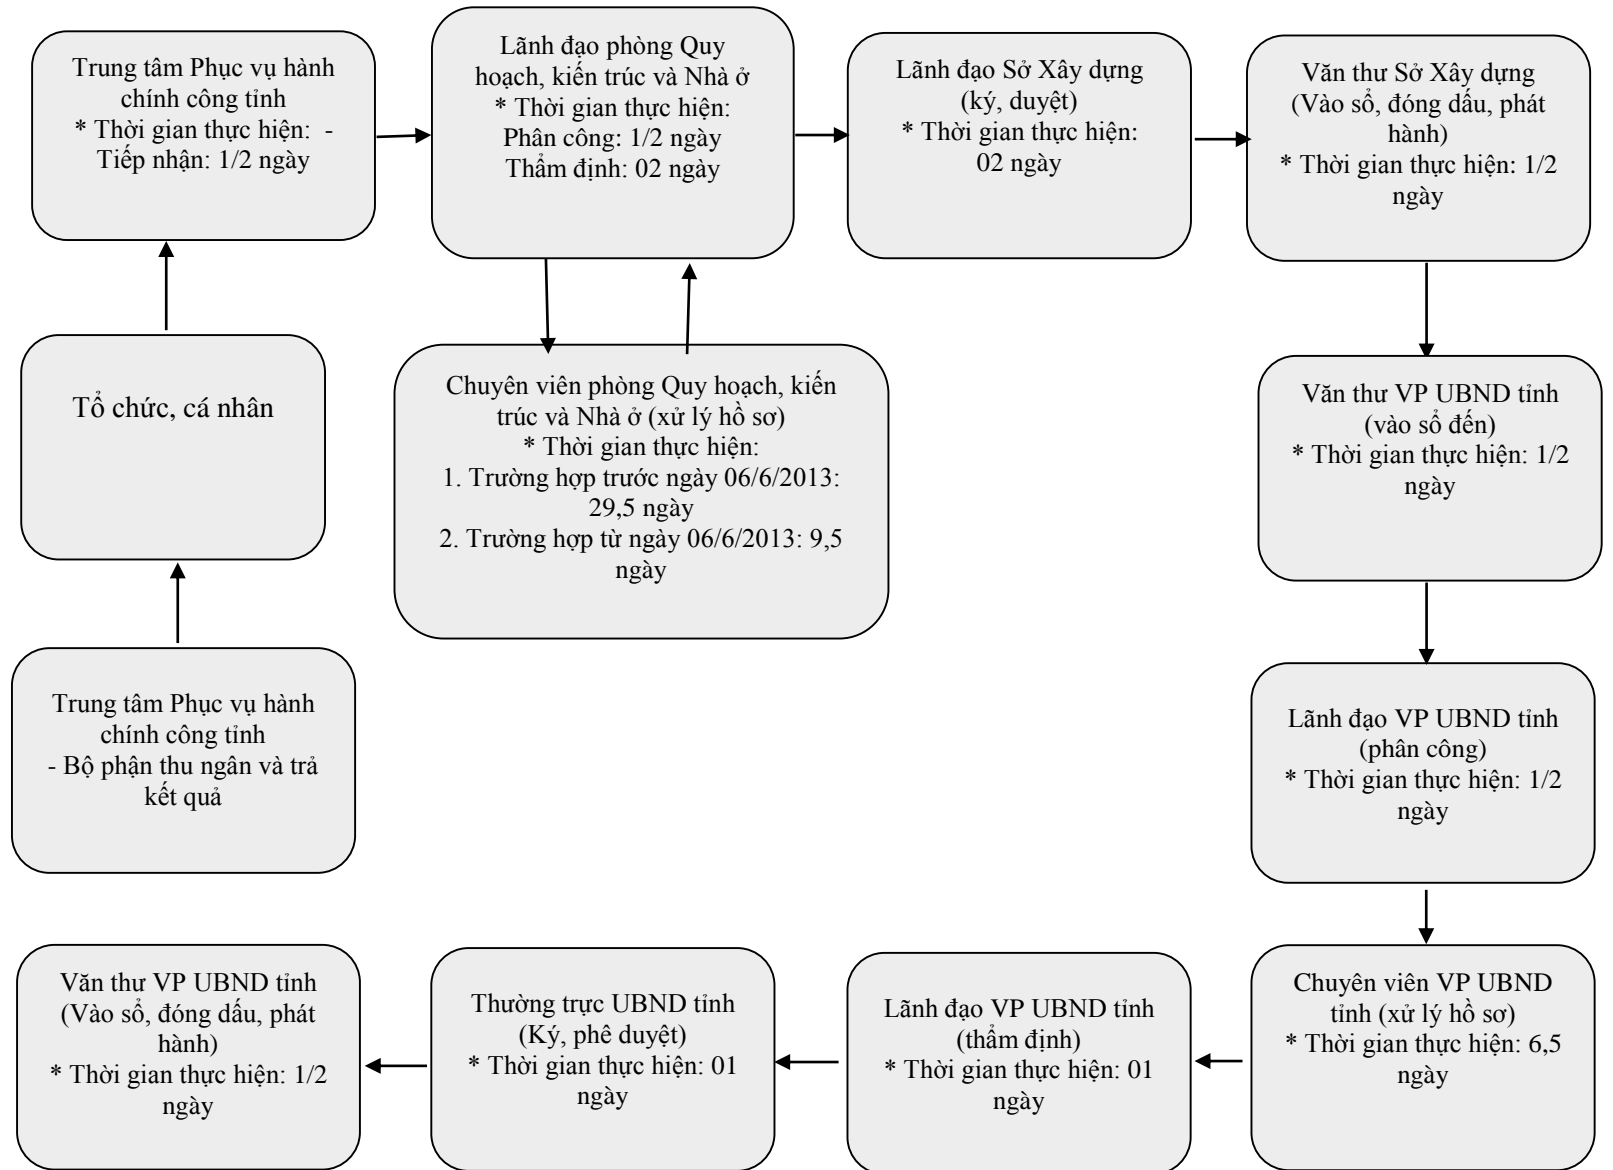 Trung tâm Phục vụ hành
chính công tỉnh
* Thời gian thực hiện:  -
Tiếp nhận: 1/2 ngày
Lãnh đạo phòng Quy
hoạch, kiến trúc và Nhà ở
* Thời gian thực hiện:
Phân công: 1/2 ngày
Thẩm định: 02 ngày
Lãnh đạo Sở Xây dựng
(ký, duyệt)
* Thời gian thực hiện:
02 ngày
Văn thư Sở Xây dựng
(Vào sổ, đóng dấu, phát
hành)
* Thời gian thực hiện: 1/2
ngày
Tổ chức, cá nhân
Chuyên viên phòng Quy hoạch, kiến
trúc và Nhà ở (xử lý hồ sơ)
* Thời gian thực hiện:
1. Trường hợp trước ngày 06/6/2013:
29,5 ngày
2. Trường hợp từ ngày 06/6/2013: 9,5
ngày
Văn thư VP UBND tỉnh
(vào sổ đến)
* Thời gian thực hiện: 1/2
ngày
Trung tâm Phục vụ hành
chính công tỉnh
- Bộ phận thu ngân và trả
kết quả
Lãnh đạo VP UBND tỉnh
(phân công)
* Thời gian thực hiện: 1/2
ngày
Văn thư VP UBND tỉnh
(Vào sổ, đóng dấu, phát
hành)
* Thời gian thực hiện: 1/2
ngày
Thường trực UBND tỉnh
(Ký, phê duyệt)
* Thời gian thực hiện: 01
ngày
Lãnh đạo VP UBND tỉnh
(thẩm định)
* Thời gian thực hiện: 01
ngày
Chuyên viên VP UBND
tỉnh (xử lý hồ sơ)
* Thời gian thực hiện: 6,5
ngày